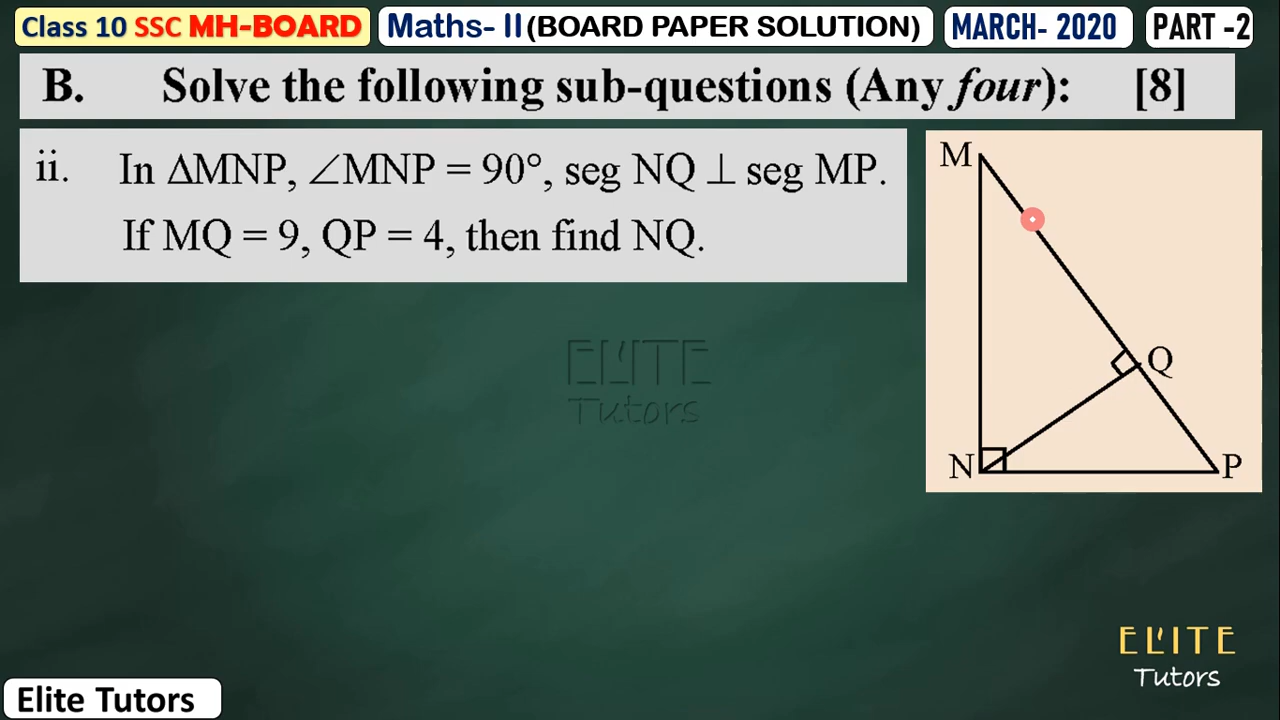 Class 10 SSC MH-BOARD Maths- II (BOARD PAPER SOLUTION) MARCH- 2020 PART -2
B. Solve the following sub-questions (Any four): [8]
ii. In ΔMNP, ∠MNP = 90°, seg NQ ⊥ seg MP.
If MQ = 9, QP = 4, then find NQ.
M
Q
N
P
ELITE
Tutors
ELITE
Tutors
Elite Tutors